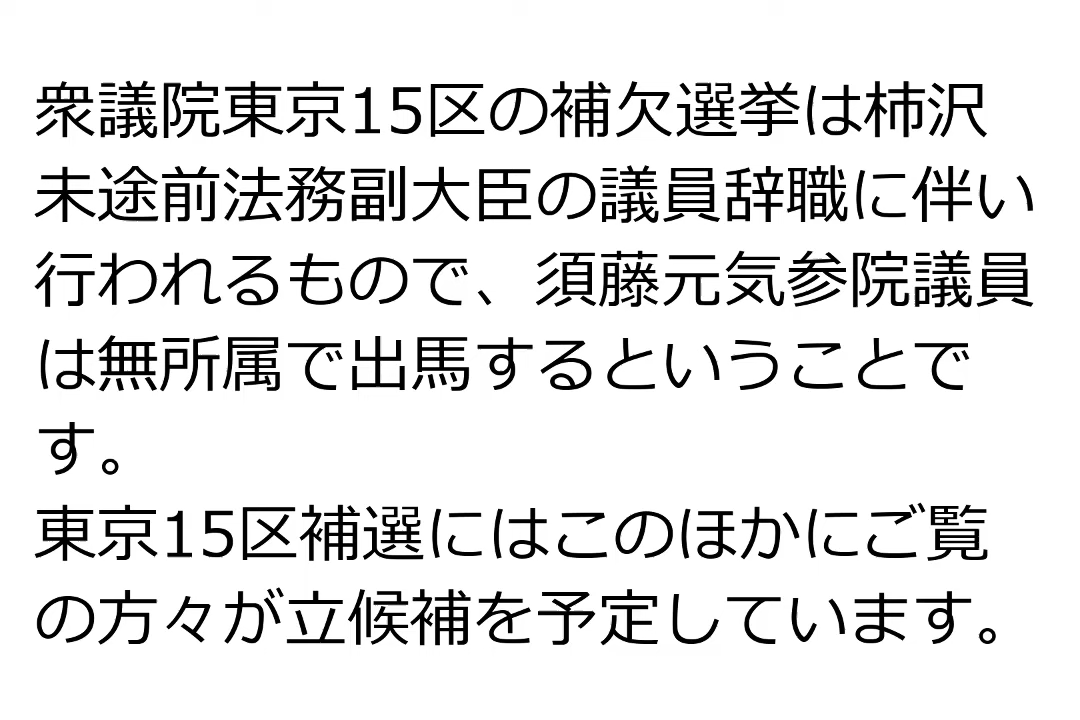 衆議院東京15区の補欠選挙は柿沢
未途前法務副大臣の議員辞職に伴い
行われるもので、須藤元気参院議員
は無所属で出馬するということで
す。
東京15区補選にはこのほかにご覧
の方々が立候補を予定しています。